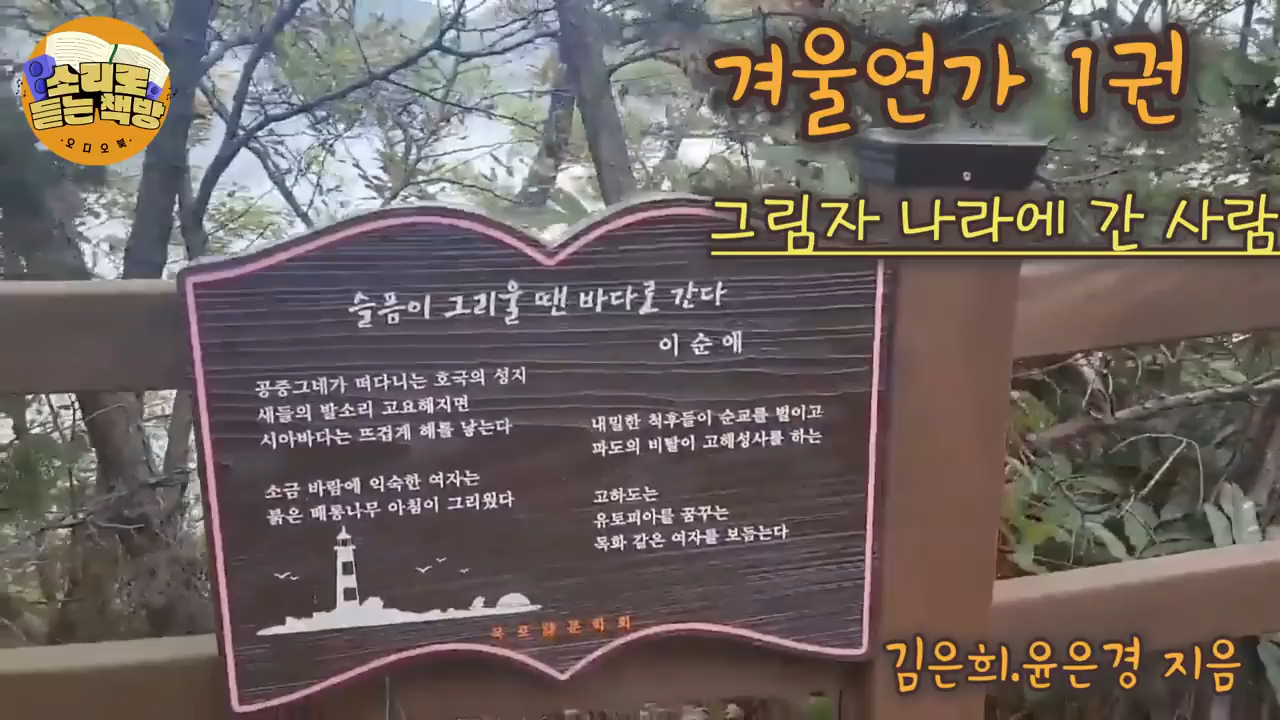 소리로
듣는 책방
·오디오북·
겨울연가 1권
그림자 나라에 간 사람
슬픔이 그리울 땐 바다로 간다
이순애
공중그네가 떠다니는 호국의 성지
새들의 발소리 고요해지면
시아바다는 뜨겁게 해를 낳는다
소금 바람에 익숙한 여자는
붉은 배롱나무 아침이 그리웠다
내밀한 척후들이 순교를 벌이고
파도의 비탈이 고해성사를 하는
고하도는
유토피아를 꿈꾸는
목화 같은 여자를 보듬는다
목포 문학회
김은희.윤은경 지음